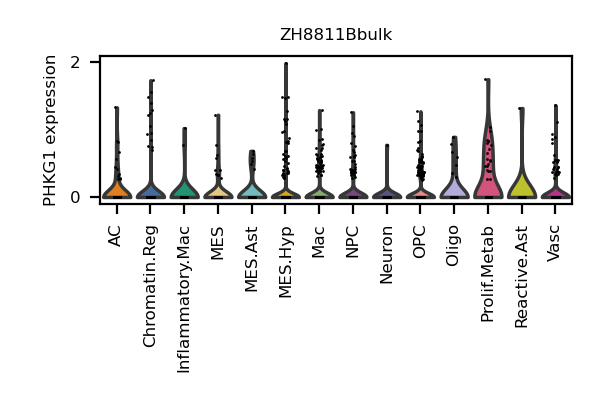 ZH8811Bbulk
PHKG1 expression
2
0
AC
Chromatin.Reg
Inflammatory.Mac
MES
MES.Ast
MES.Hyp
Mac
NPC
Neuron
OPC
Oligo
Prolif.Metab
Reactive.Ast
Vasc